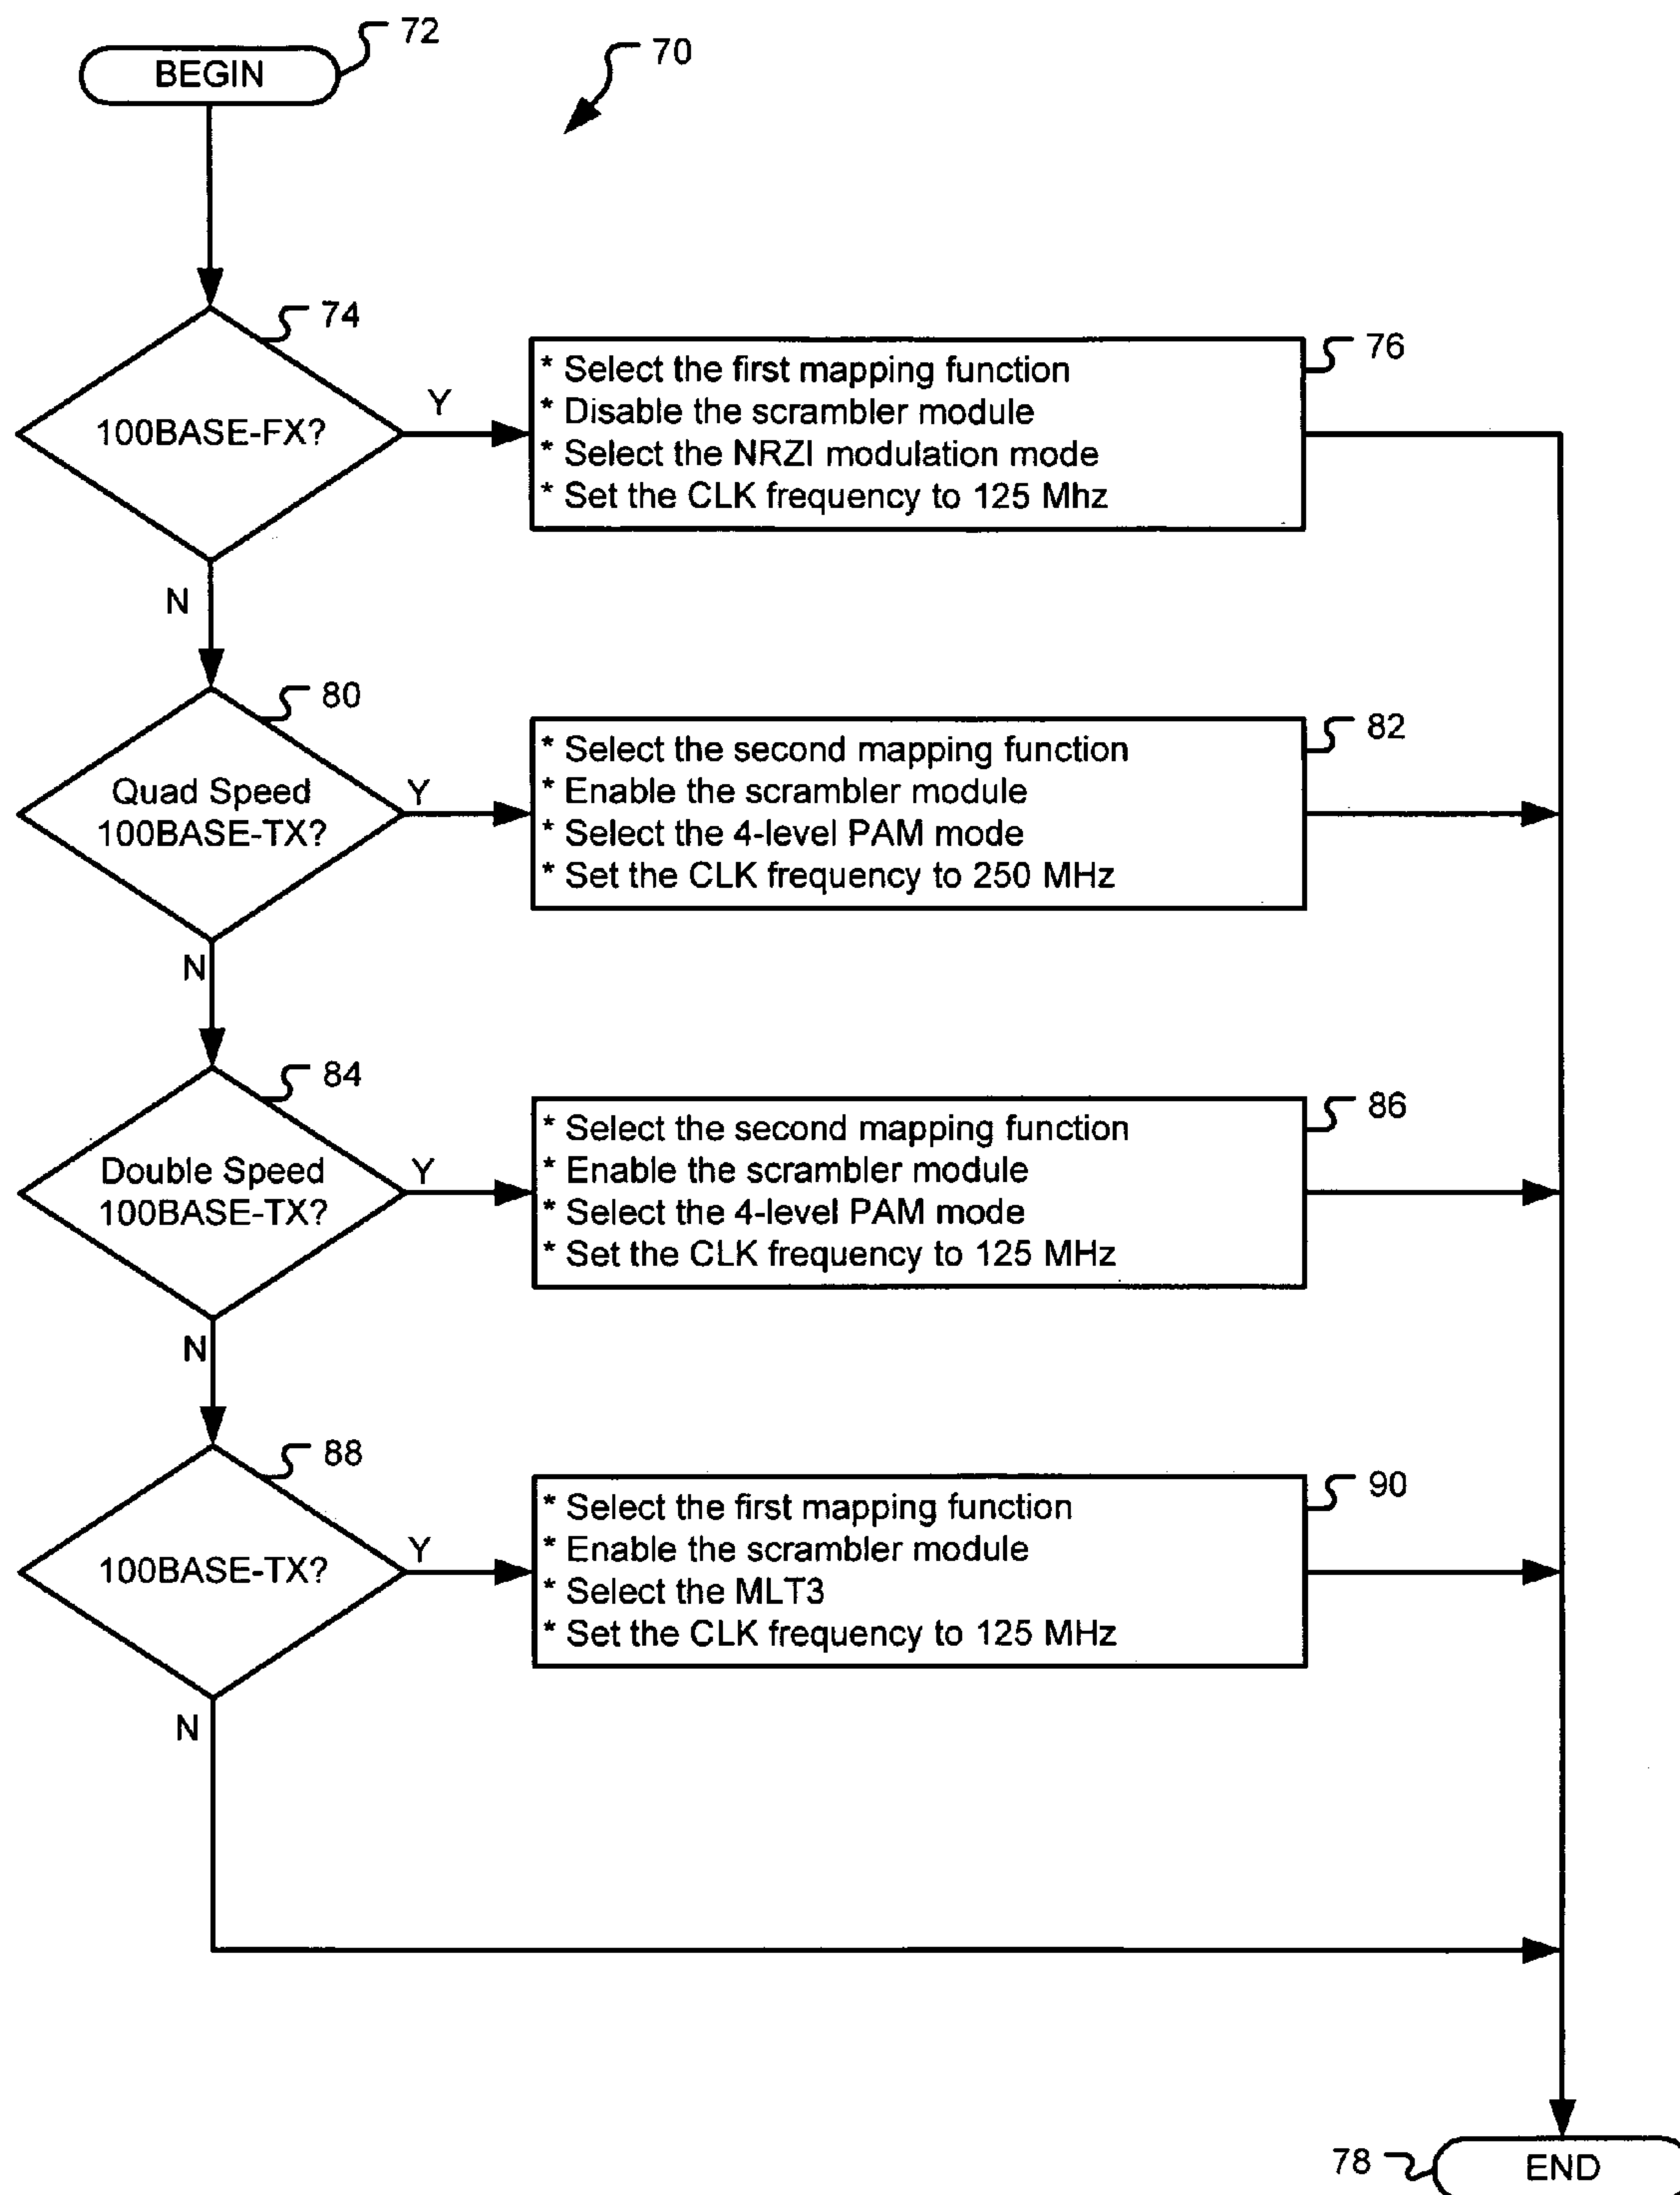 72
BEGIN
70
74
100BASE-FX?
Y
N
76
* Select the first mapping function
* Disable the scrambler module
* Select the NRZI modulation mode
* Set the CLK frequency to 125 Mhz
80
Quad Speed
100BASE-TX?
Y
N
82
* Select the second mapping function
* Enable the scrambler module
* Select the 4-level PAM mode
* Set the CLK frequency to 250 MHz
84
Double Speed
100BASE-TX?
Y
N
86
* Select the second mapping function
* Enable the scrambler module
* Select the 4-level PAM mode
* Set the CLK frequency to 125 MHz
88
100BASE-TX?
Y
N
90
* Select the first mapping function
* Enable the scrambler module
* Select the MLT3
* Set the CLK frequency to 125 MHz
78
END